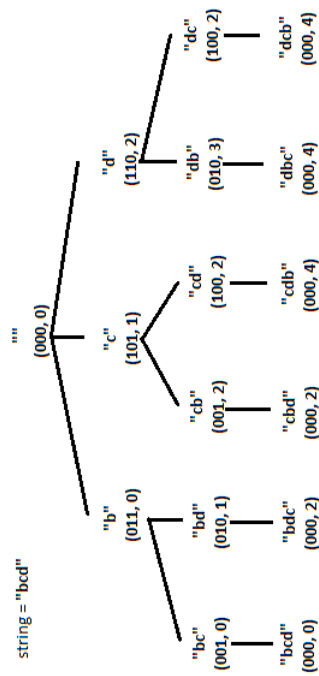 string = "bcd"
""
(000, 0)
"b"
(011, 0)
"c"
(101, 1)
"d"
(110, 2)
"bc"
(001, 0)
"bd"
(010, 1)
"cb"
(001, 2)
"cd"
(100, 2)
"db"
(010, 3)
"dc"
(100, 2)
"bcd"
(000, 0)
"bdc"
(000, 2)
"cbd"
(000, 2)
"cdb"
(000, 4)
"dbc"
(000, 4)
"dcb"
(000, 4)